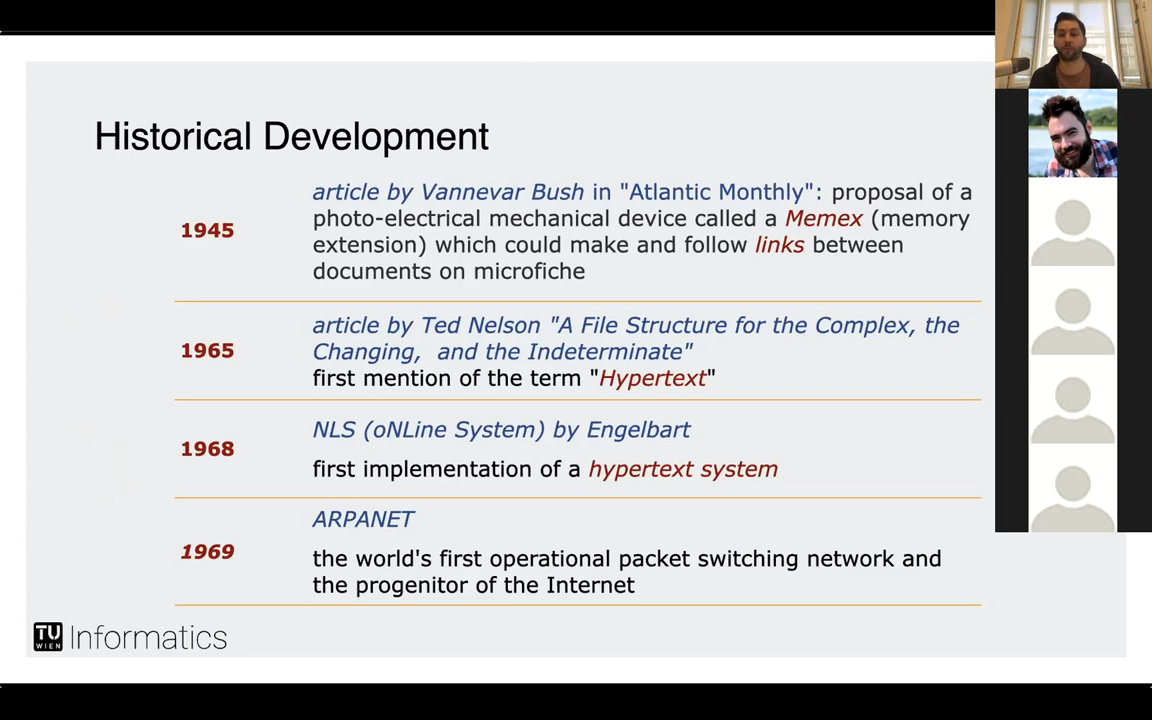 Historical Development
1945
article by Vannevar Bush in "Atlantic Monthly": proposal of a
photo-electrical mechanical device called a Memex (memory
extension) which could make and follow links between
documents on microfiche
1965
article by Ted Nelson "A File Structure for the Complex, the
Changing,  and the Indeterminate"
first mention of the term "Hypertext"
1968
NLS (oNLine System) by Engelbart
first implementation of a hypertext system
1969
ARPANET
the world's first operational packet switching network and
the progenitor of the Internet
TU
WIEN
Informatics